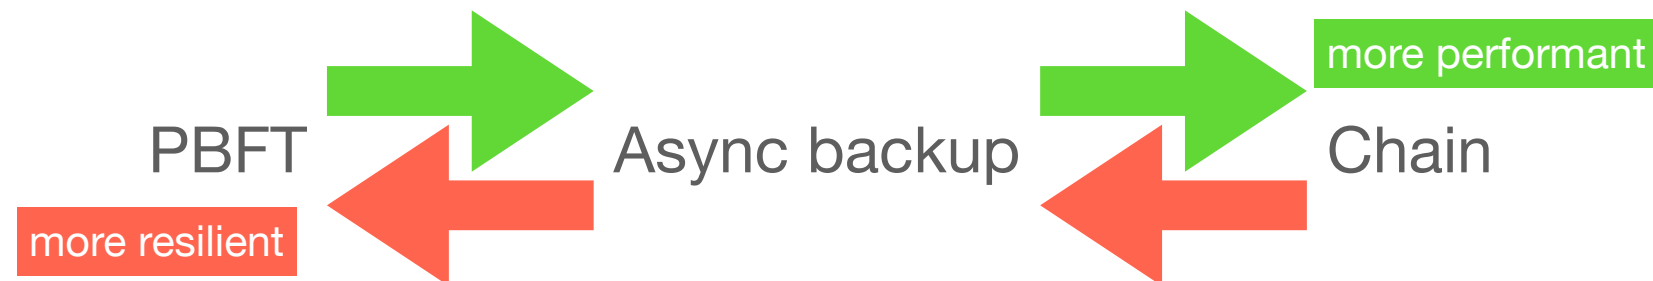 more performant
PBFT
Async backup
Chain
more resilient